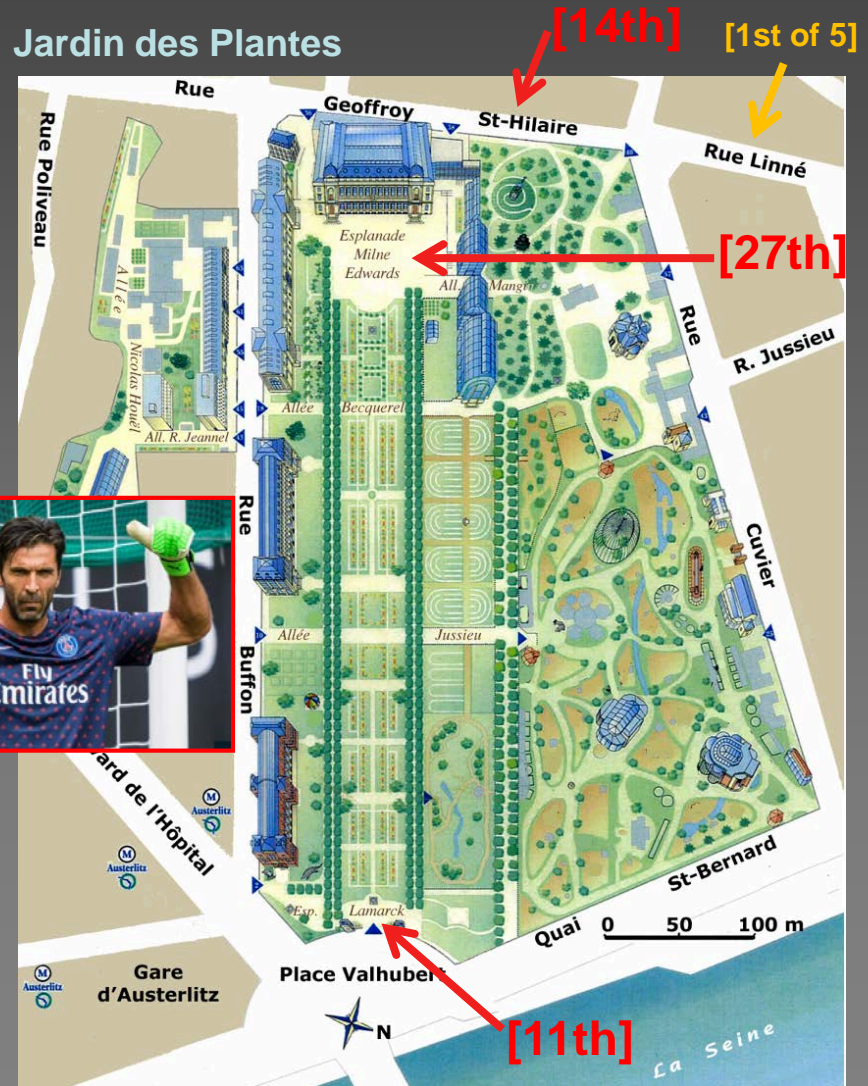 Jardin des Plantes
[14th]
[1st of 5]
Rue
Geoffroy
St-Hilaire
Rue Poliveau
Rue Linné
Esplanade
Milne
Edwards
[27th]
All.
Allée
Nicolas Houël
Rue
R. Jussieu
Allée
Becquerel
All. R. Jeannel
Rue
Cuvier
Fly
Emirates
Allée
Jussieu
Buffon
de l'Hôpital
M
Austerlitz
M
Austerlitz
St-Bernard
Esp.
Lamarck
Quai
0 50 100 m
M
Austerlitz
Gare
d'Austerlitz
Place Valhubert
N
[11th]
La Seine